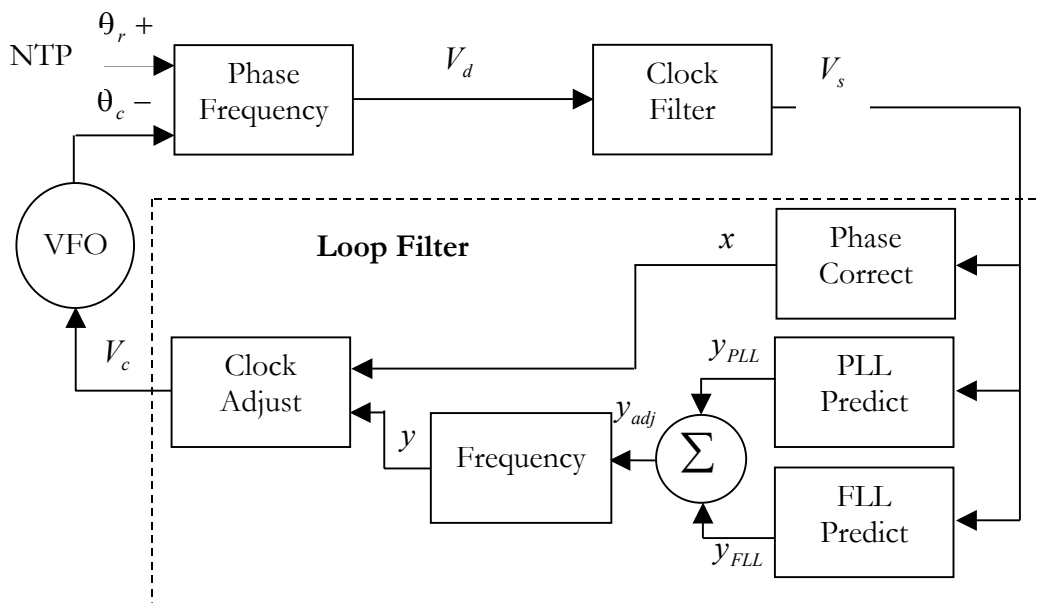 NTP
θr +
θc −
Phase
Frequency
Vd
Clock
Filter
Vs
VFO
Loop Filter
x
Phase
Correct
Vc
Clock
Adjust
y
Frequency
yadj
Σ
yPLL
PLL
Predict
yFLL
FLL
Predict